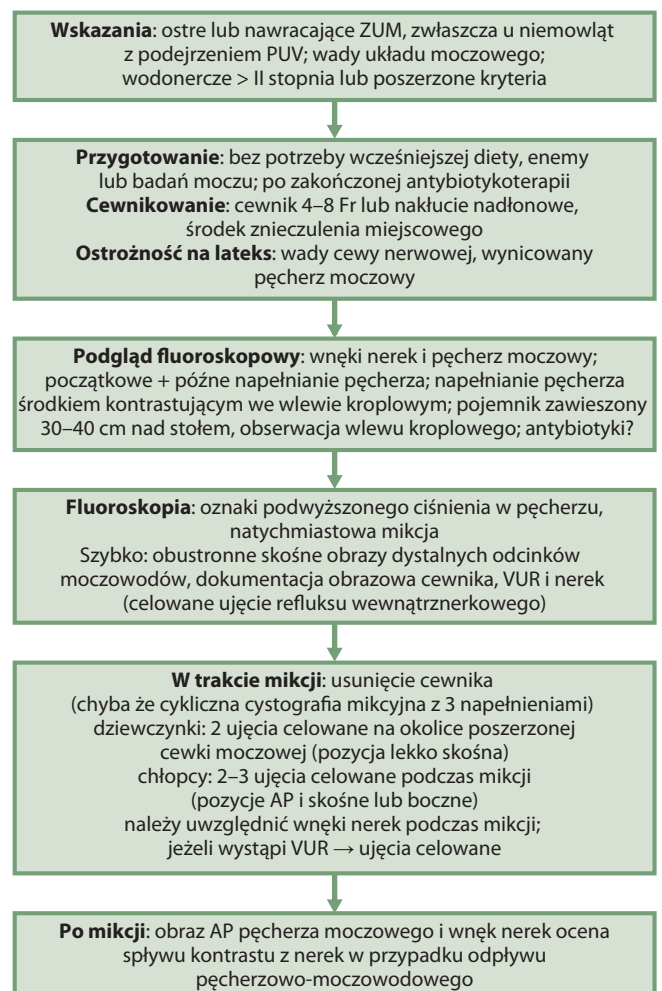 Wskazania: ostre lub nawracające ZUM, zwłaszcza u niemowląt
z podejrzeniem PUV; wady układu moczowego;
wodonercze > II stopnia lub poszerzone kryteria
Przygotowanie: bez potrzeby wcześniejszej diety, enemy
lub badań moczu; po zakończonej antybiotykoterapii
Cewnikowanie: cewnik 4–8 Fr lub nakłucie nadłonowe,
środek znieczulenia miejscowego
Ostrożność na lateks: wady cewy nerwowej, wynicowany
pęcherz moczowy
Podgląd fluoroskopowy: wnęki nerek i pęcherz moczowy;
początkowe + późne napełnianie pęcherza; napełnianie pęcherza
środkiem kontrastującym we wlewie kroplowym; pojemnik zawieszony
30–40 cm nad stołem, obserwacja wlewu kroplowego; antybiotyki?
Fluoroskopia: oznaki podwyższonego ciśnienia w pęcherzu,
natychmiastowa mikcja
Szybko: obustronne skośne obrazy dystalnych odcinków
moczowodów, dokumentacja obrazowa cewnika, VUR i nerek
(celowane ujęcie refluksu wewnątrznerkowego)
W trakcie mikcji: usunięcie cewnika
(chyba że cykliczna cystografia mikcyjna z 3 napełnieniami)
dziewczynki: 2 ujęcia celowane na okolice poszerzonej
cewki moczowej (pozycja lekko skośna)
chłopcy: 2–3 ujęcia celowane podczas mikcji
(pozycje AP i skośne lub boczne)
należy uwzględnić wnęki nerek podczas mikcji;
jeżeli wystąpi VUR → ujęcia celowane
Po mikcji: obraz AP pęcherza moczowego i wnęk nerek ocena
spływu kontrastu z nerek w przypadku odpływu
pęcherzowo-moczowodowego